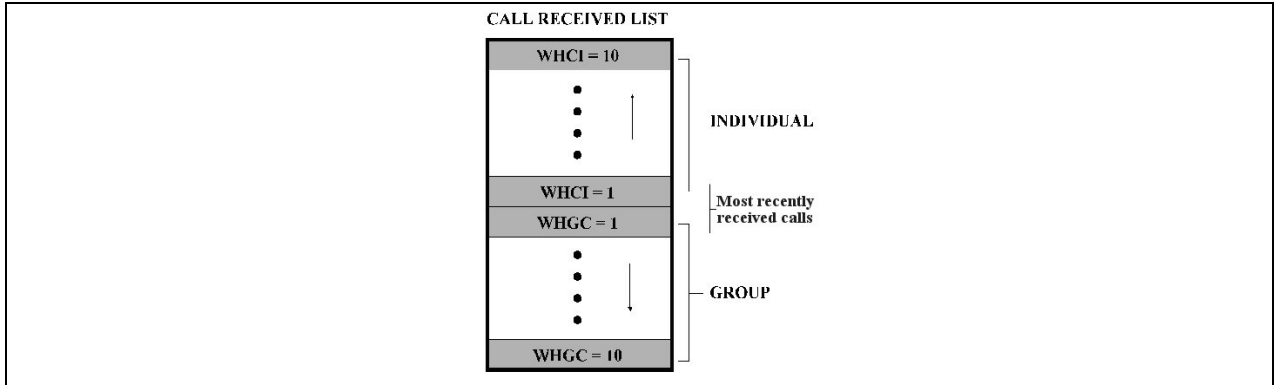 CALL RECEIVED LIST
WHCI = 10
INDIVIDUAL
WHCI = 1
Most recently
received calls
WHGC = 1
GROUP
WHGC = 10